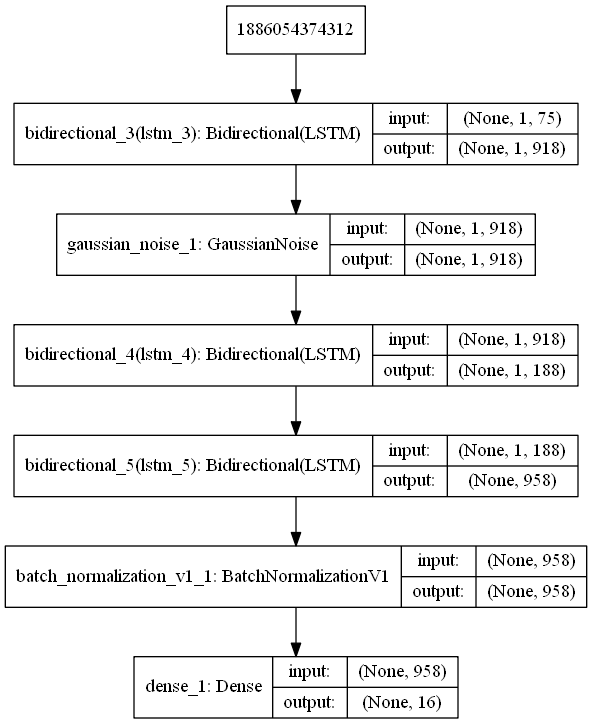 1886054374312
bidirectional_3(lstm_3): Bidirectional(LSTM)
input: (None, 1, 75)
output: (None, 1, 918)
gaussian_noise_1: GaussianNoise
input: (None, 1, 918)
output: (None, 1, 918)
bidirectional_4(lstm_4): Bidirectional(LSTM)
input: (None, 1, 918)
output: (None, 1, 188)
bidirectional_5(lstm_5): Bidirectional(LSTM)
input: (None, 1, 188)
output: (None, 958)
batch_normalization_v1_1: BatchNormalizationV1
input: (None, 958)
output: (None, 958)
dense_1: Dense
input: (None, 958)
output: (None, 16)